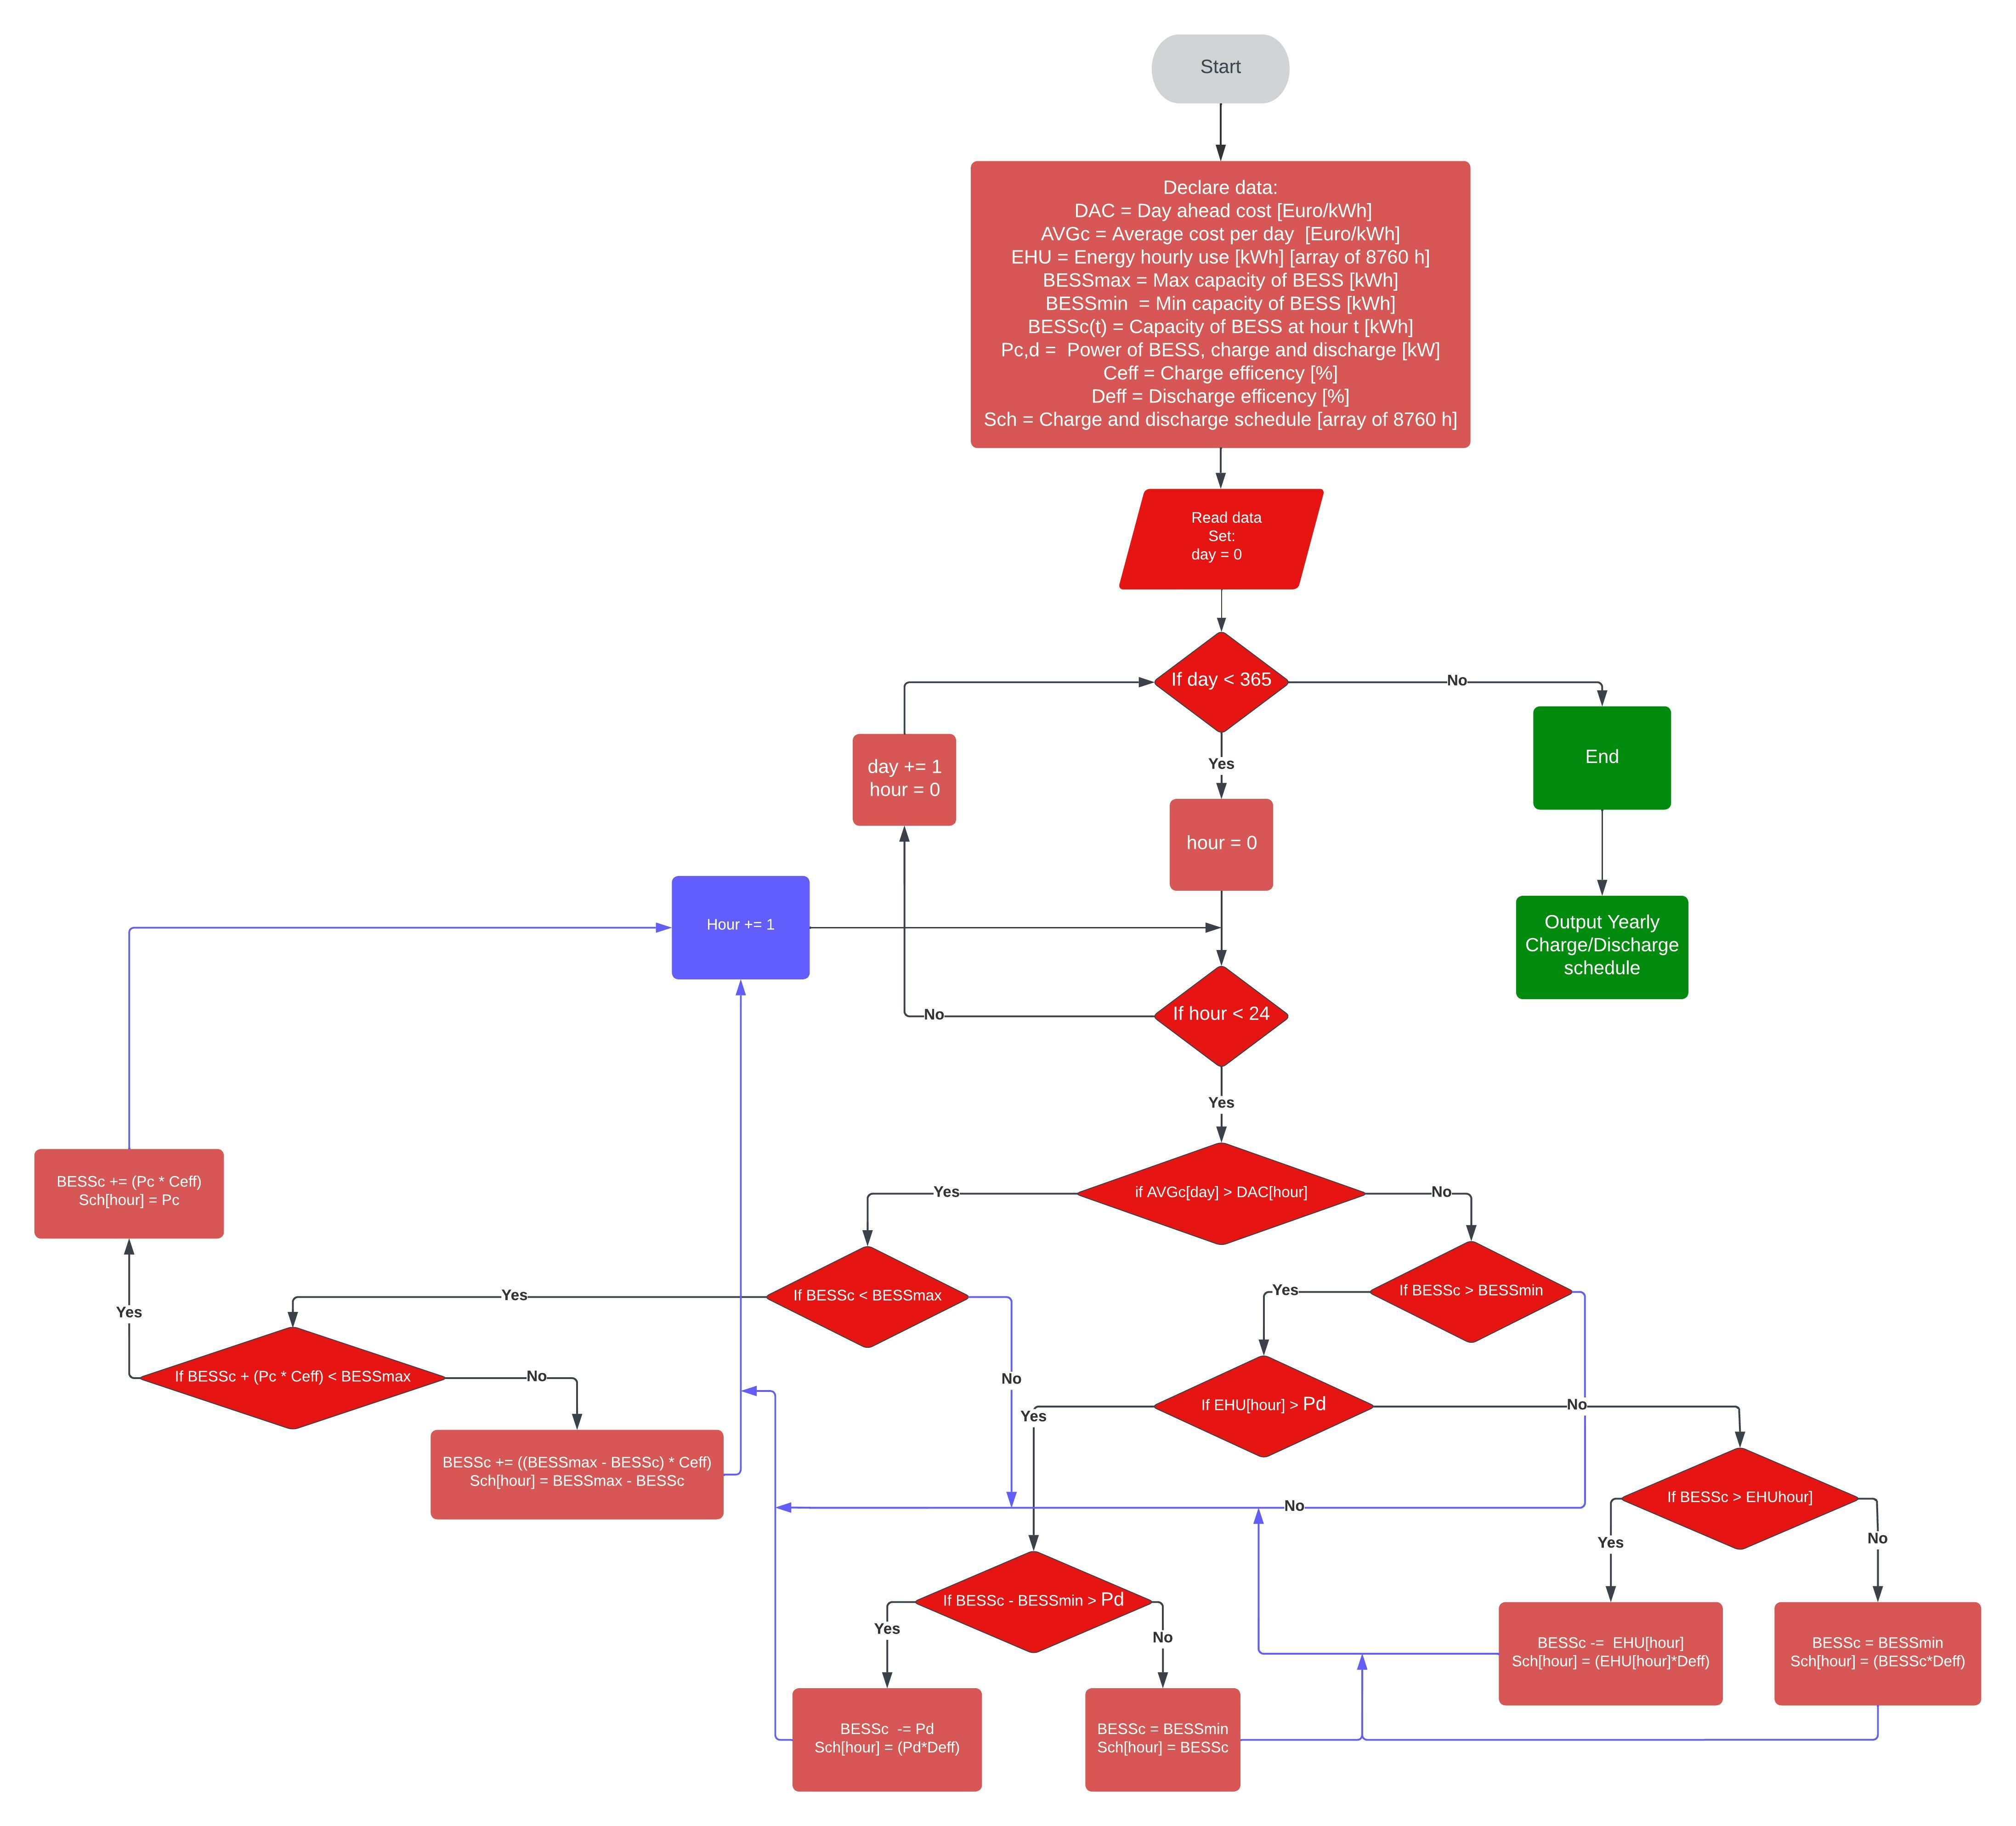 Start
Declare data:
DAC = Day ahead cost [Euro/kWh]
AVGc = Average cost per day  [Euro/kWh]
EHU = Energy hourly use [kWh] [array of 8760 h]
BESSmax = Max capacity of BESS [kWh]
BESSmin  = Min capacity of BESS [kWh]
BESSc(t) = Capacity of BESS at hour t [kWh]
Pc,d =  Power of BESS, charge and discharge [kW]
Ceff = Charge efficency [%]
Deff = Discharge efficency [%]
Sch = Charge and discharge schedule [array of 8760 h]
Read data
Set:
day = 0
If day < 365
No
End
Yes
day += 1
hour = 0
hour = 0
Hour += 1
Output Yearly
Charge/Discharge
schedule
If hour < 24
No
Yes
BESSc += (Pc * Ceff)
Sch[hour] = Pc
if AVGc[day] > DAC[hour]
Yes
No
If BESSc < BESSmax
Yes
No
If BESSc > BESSmin
Yes
No
If BESSc + (Pc * Ceff) < BESSmax
Yes
No
If EHU[hour] > Pd
Yes
No
BESSc += ((BESSmax - BESSc) * Ceff)
Sch[hour] = BESSmax - BESSc
No
If BESSc > EHUhour]
Yes
No
If BESSc - BESSmin > Pd
Yes
No
BESSc -=  EHU[hour]
Sch[hour] = (EHU[hour]*Deff)
BESSc = BESSmin
Sch[hour] = (BESSc*Deff)
BESSc  -= Pd
Sch[hour] = (Pd*Deff)
BESSc = BESSmin
Sch[hour] = BESSc